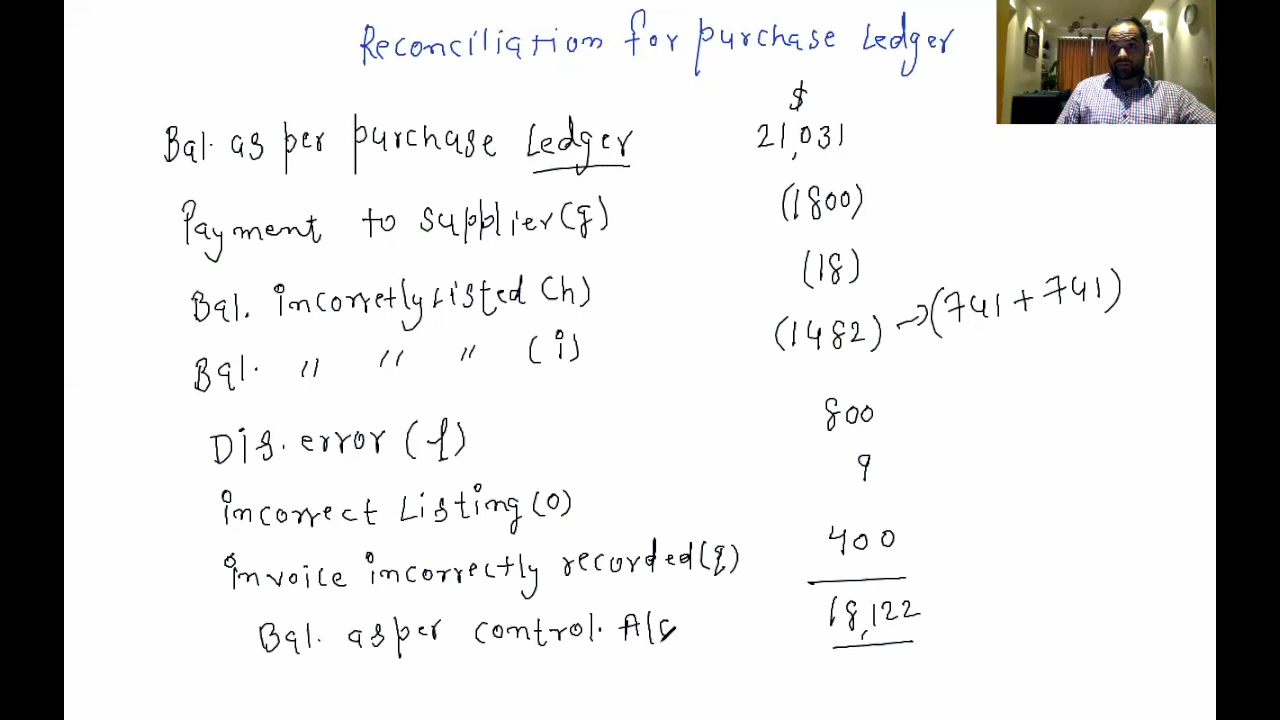 Reconciliation for purchase Ledger
$
Bal. as per purchase Ledger 21,031
Payment to supplier (g) (1800)
Bal. incorretly Listed (h) (18)
Bal. " " " (i) (1482) → (741 + 741)
Dis. error (l) 800
incorrect Listing (o) 9
invoice incorrectly recorded (q) 400
Bal. as per control. A/c 18,122